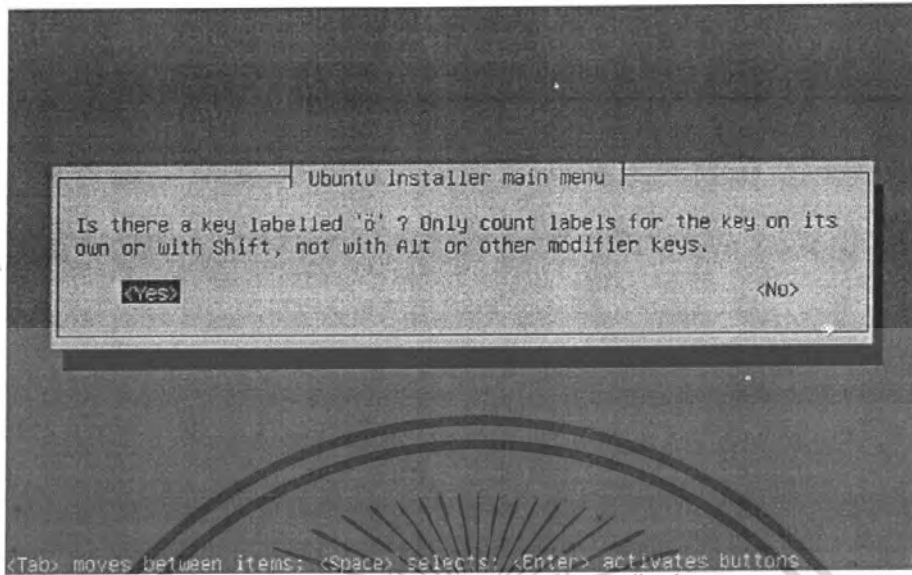 Ubuntu installer main menu
Is there a key labelled 'ö' ? Only count labels for the key on its
own or with Shift, not with Alt or other modifier keys.
<Yes>
<No>
<Tab> moves between items; <Space> selects; <Enter> activates buttons